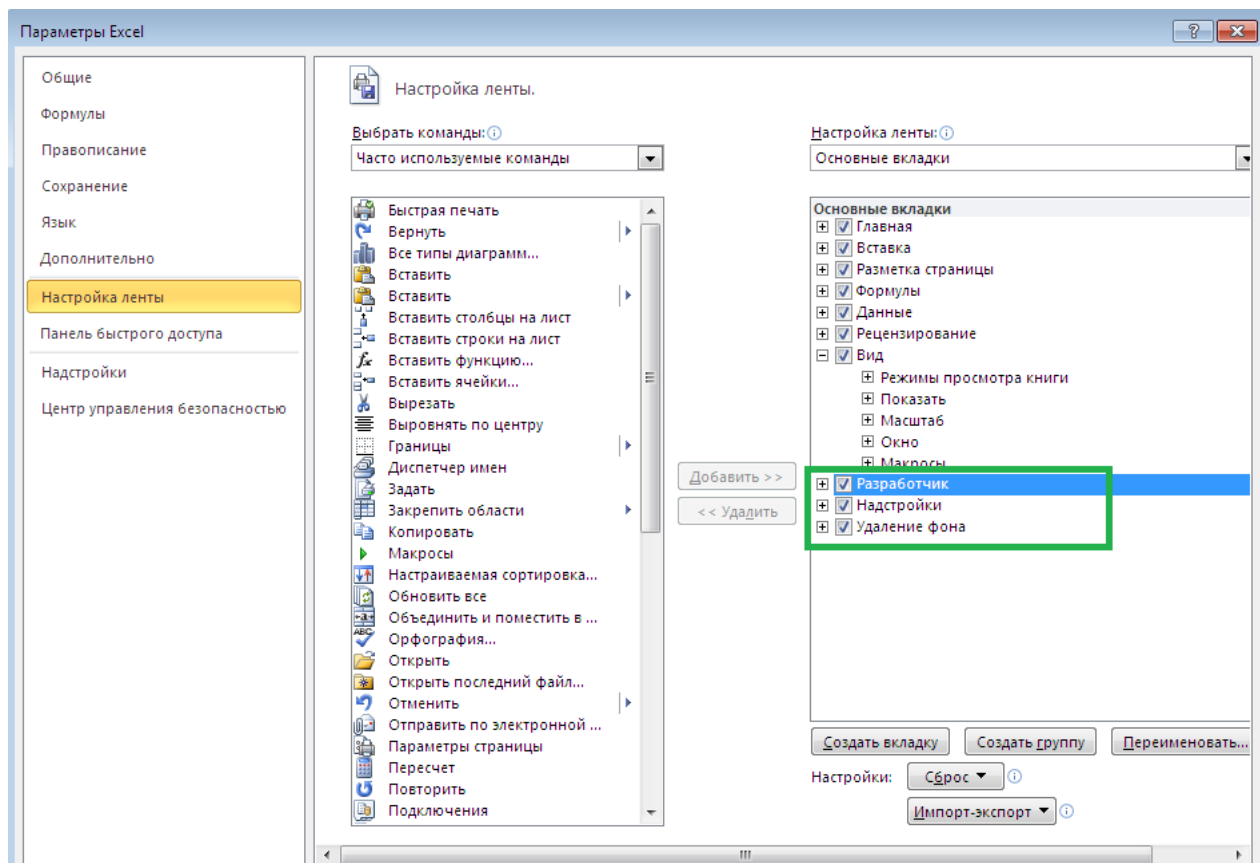 Параметры Excel
Общие
Формулы
Правописание
Сохранение
Язык
Дополнительно
Настройка ленты
Панель быстрого доступа
Надстройки
Центр управления безопасностью
Настройка ленты.
Выбрать команды:
Часто используемые команды
Быстрая печать
Вернуть
Все типы диаграмм...
Вставить
Вставить
Вставить столбцы на лист
Вставить строки на лист
Вставить функцию...
Вставить ячейки...
Вырезать
Выровнять по центру
Границы
Диспетчер имен
Задать
Закрепить области
Копировать
Макросы
Настраиваемая сортировка...
Обновить все
Объединить и поместить в ...
Орфография...
Открыть
Открыть последний файл...
Отменить
Отправить по электронной ...
Параметры страницы
Пересчет
Повторить
Подключения
Добавить >>
<< Удалить
Настройка ленты:
Основные вкладки
Основные вкладки
Главная
Вставка
Разметка страницы
Формулы
Данные
Рецензирование
Вид
Режимы просмотра книги
Показать
Масштаб
Окно
Макросы
Разработчик
Надстройки
Удаление фона
Создать вкладку Создать группу Переименовать...
Настройки: Сброс
Импорт-экспорт